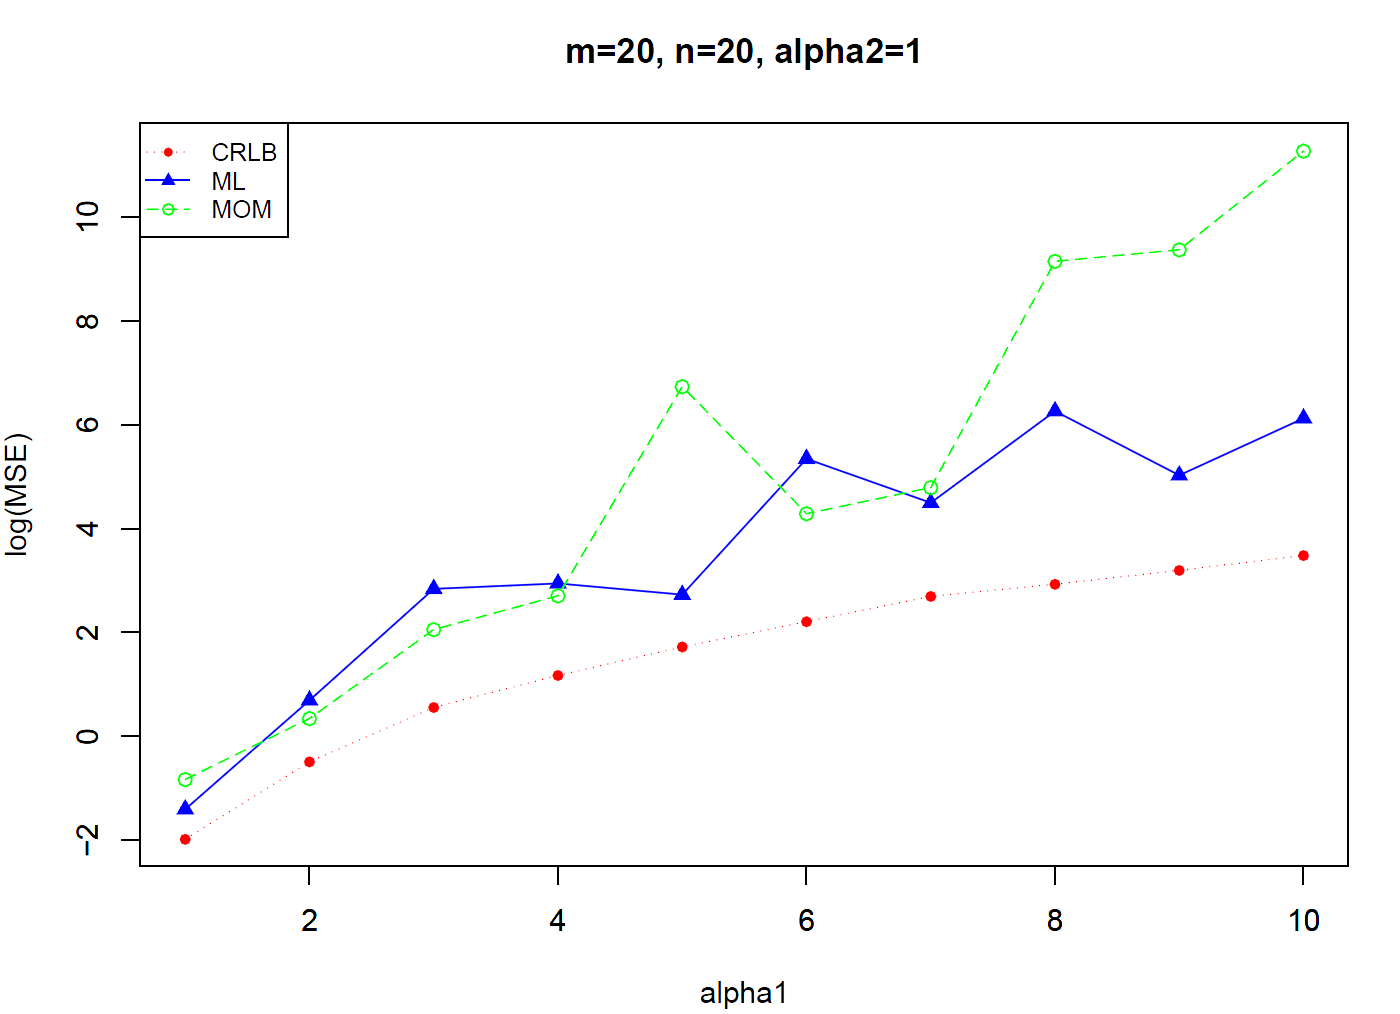 m=20, n=20, alpha2=1
CRLB
ML
MOM
10
8
6
4
2
0
−2
log(MSE)
2 4 6 8 10
alpha1